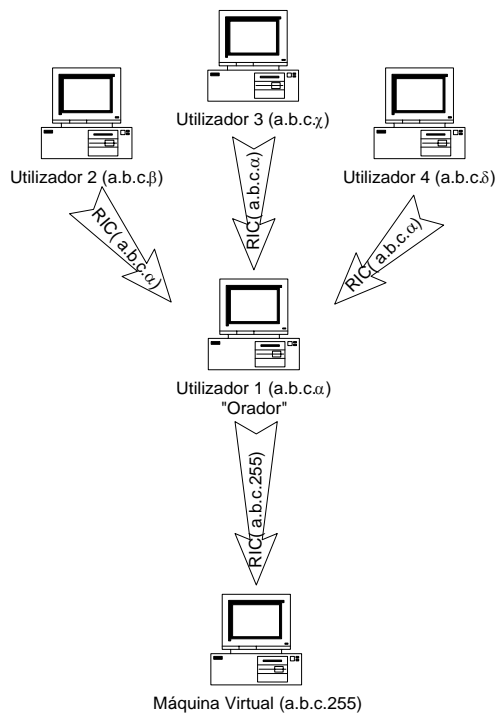 Utilizador 3 (a.b.c.χ)
Utilizador 2 (a.b.c.β)
Utilizador 4 (a.b.c.δ)
RIC( a.b.c.α)
RIC( a.b.c.α)
RIC( a.b.c.α)
Utilizador 1 (a.b.c.α)
"Orador"
RIC( a.b.c.255)
Máquina Virtual (a.b.c.255)